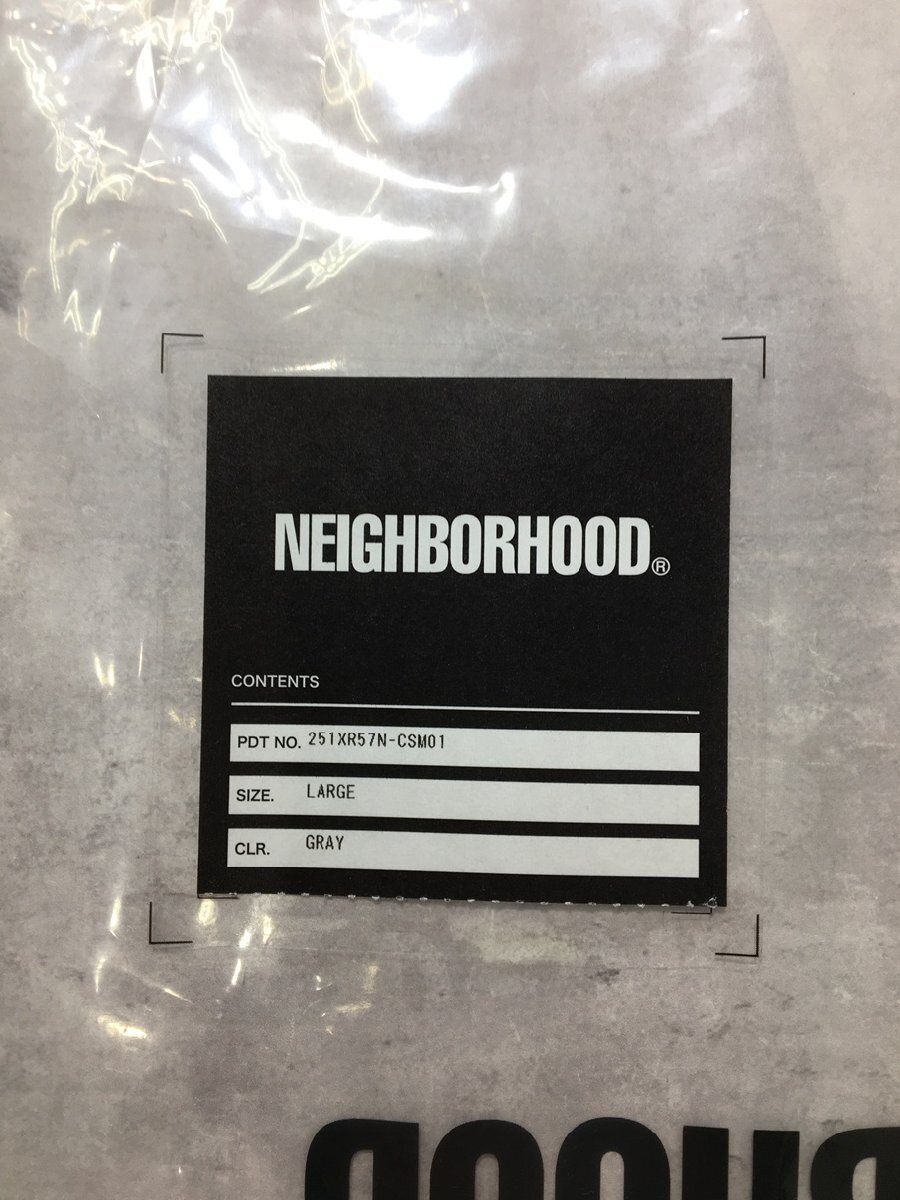 NEIGHBORHOOD®
CONTENTS
PDT NO. 251XR57N-CSM01
SIZE. LARGE
CLR. GRAY